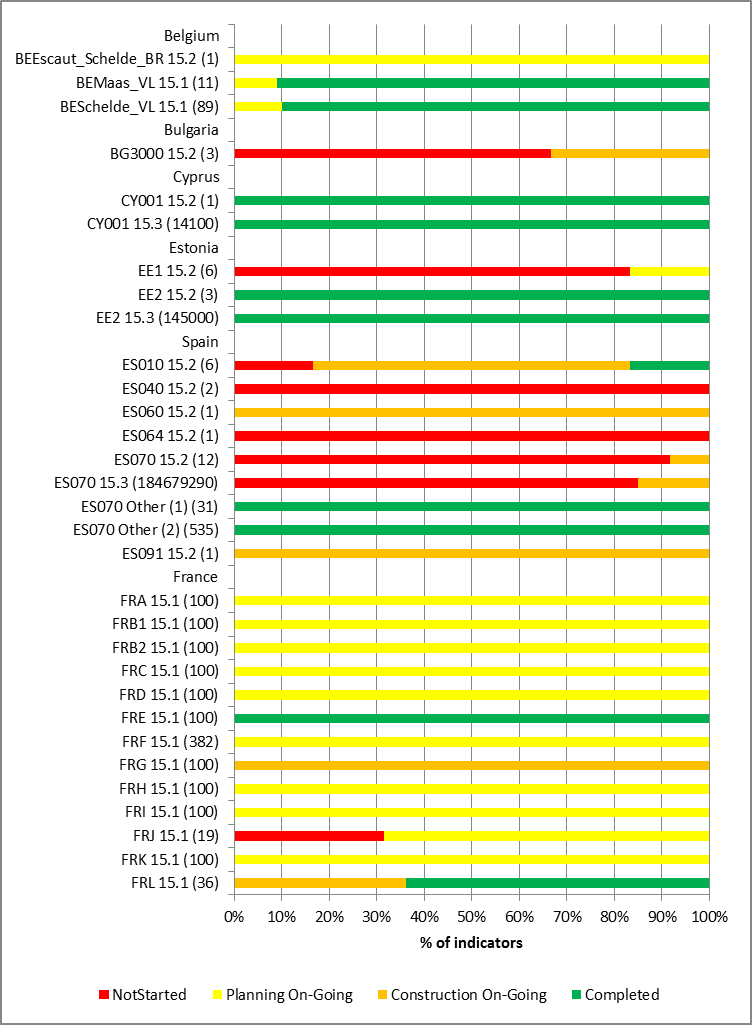 Belgium
BEEscaut_Schelde_BR 15.2 (1)
BEMaas_VL 15.1 (11)
BESchelde_VL 15.1 (89)
Bulgaria
BG3000 15.2 (3)
Cyprus
CY001 15.2 (1)
CY001 15.3 (14100)
Estonia
EE1 15.2 (6)
EE2 15.2 (3)
EE2 15.3 (145000)
Spain
ES010 15.2 (6)
ES040 15.2 (2)
ES060 15.2 (1)
ES064 15.2 (1)
ES070 15.2 (12)
ES070 15.3 (184679290)
ES070 Other (1) (31)
ES070 Other (2) (535)
ES091 15.2 (1)
France
FRA 15.1 (100)
FRB1 15.1 (100)
FRB2 15.1 (100)
FRC 15.1 (100)
FRD 15.1 (100)
FRE 15.1 (100)
FRF 15.1 (382)
FRG 15.1 (100)
FRH 15.1 (100)
FRI 15.1 (100)
FRJ 15.1 (19)
FRK 15.1 (100)
FRL 15.1 (36)
0% 10% 20% 30% 40% 50% 60% 70% 80% 90% 100%
% of indicators
NotStarted Planning On-Going Construction On-Going Completed